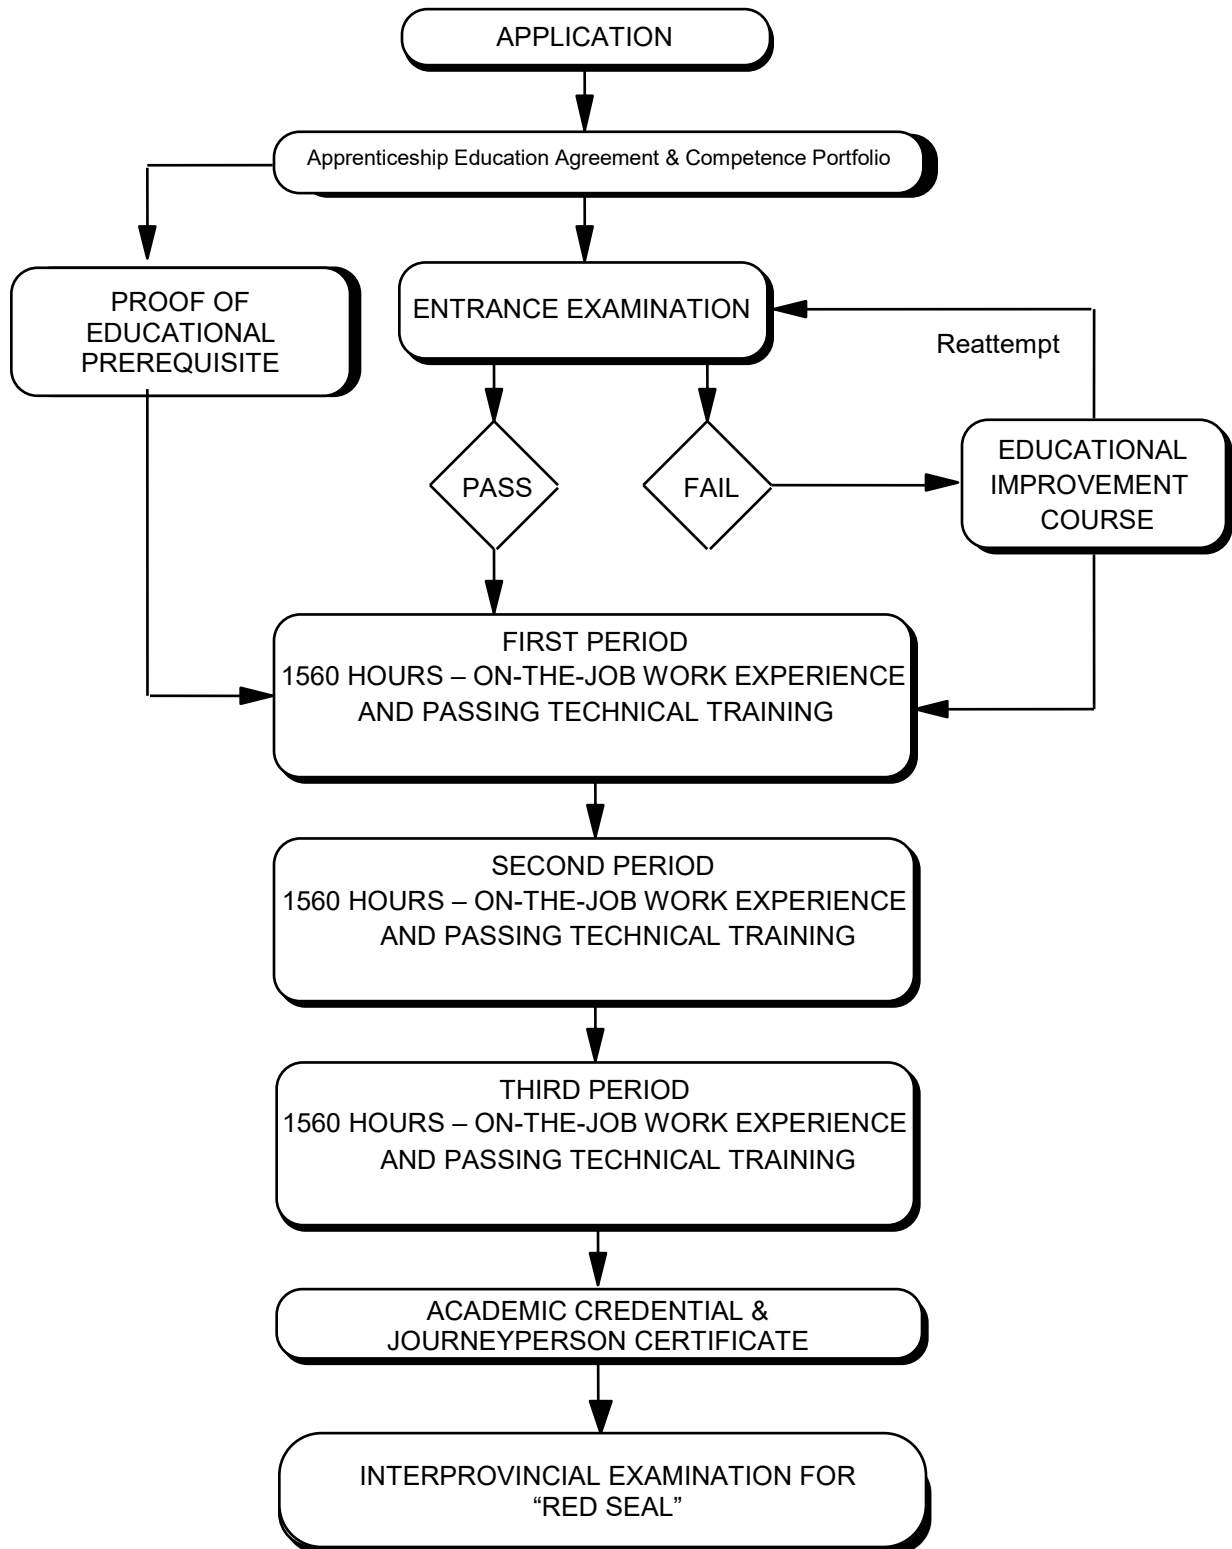 APPLICATION
Apprenticeship Education Agreement & Competence Portfolio
PROOF OF
EDUCATIONAL
PREREQUISITE
ENTRANCE EXAMINATION
Reattempt
PASS
FAIL
EDUCATIONAL
IMPROVEMENT
COURSE
FIRST PERIOD
1560 HOURS – ON-THE-JOB WORK EXPERIENCE
AND PASSING TECHNICAL TRAINING
SECOND PERIOD
1560 HOURS – ON-THE-JOB WORK EXPERIENCE
AND PASSING TECHNICAL TRAINING
THIRD PERIOD
1560 HOURS – ON-THE-JOB WORK EXPERIENCE
AND PASSING TECHNICAL TRAINING
ACADEMIC CREDENTIAL &
JOURNEYPERSON CERTIFICATE
INTERPROVINCIAL EXAMINATION FOR
“RED SEAL”